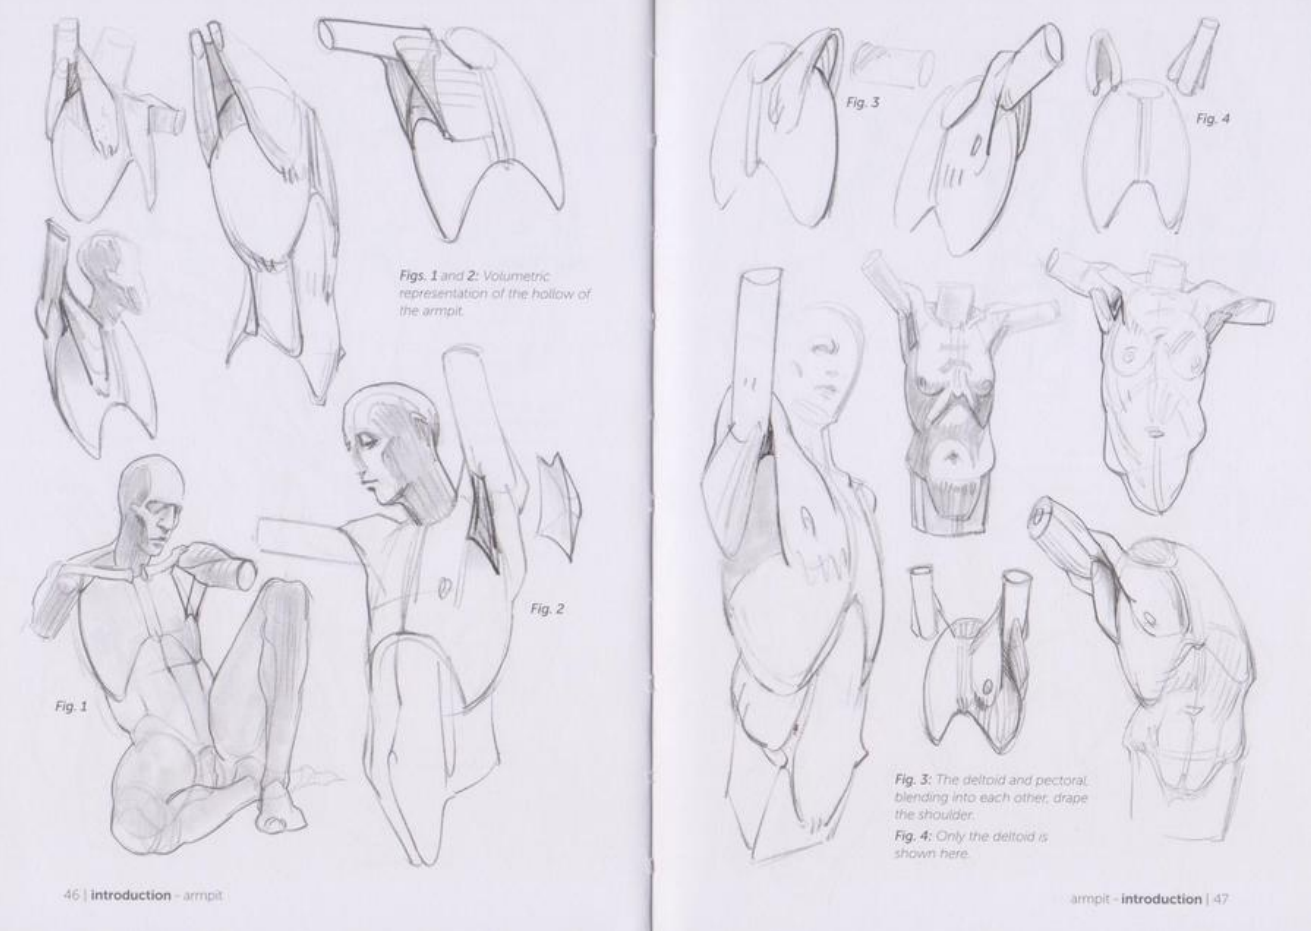 Figs. 1 and 2: Volumetric
representation of the hollow of
the armpit.
Fig. 2
Fig. 1
46 | introduction - armpit
Fig. 3
Fig. 4
Fig. 3: The deltoid and pectoral,
blending into each other, drape
the shoulder.
Fig. 4: Only the deltoid is
shown here.
armpit - introduction | 47